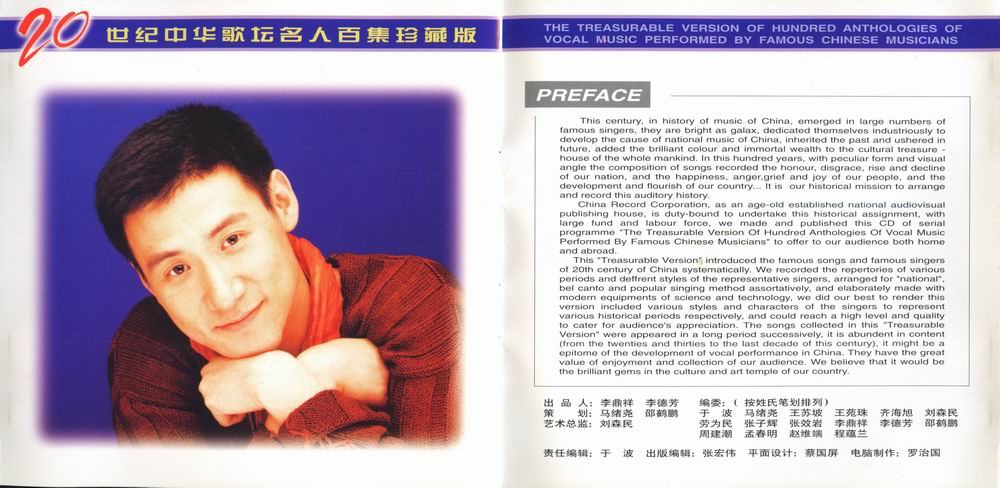 20 世纪中华歌坛名人百集珍藏版
THE TREASURABLE VERSION OF HUNDRED ANTHOLOGIES OF
VOCAL MUSIC PERFORMED BY FAMOUS CHINESE MUSICIANS
PREFACE
This century, in history of music of China, emerged in large numbers of
famous singers, they are bright as galax, dedicated themselves industriously to
develop the cause of national music of China, inherited the past and ushered in
future, added the brilliant colour and immortal wealth to the cultural treasure -
house of the whole mankind. In this hundred years, with peculiar form and visual
angle the composition of songs recorded the honour, disgrace, rise and decline
of our nation, and the happiness, anger,grief and joy of our people, and the
development and flourish of our country... It is our historical mission to arrange
and record this auditory history.
China Record Corporation, as an age-old established national audiovisual
publishing house, is duty-bound to undertake this historical assignment, with
large fund and labour force, we made and published this CD of serial
programme "The Treasurable Version Of Hundred Anthologies Of Vocal Music
Performed By Famous Chinese Musicians" to offer to our audience both home
and abroad.
This "Treasurable Version" introduced the famous songs and famous singers
of 20th century of China systematically. We recorded the repertories of various
periods and deffrent styles of the representative singers, arranged for "national",
bel canto and popular singing method assortatively, and elaborately made with
modern equipments of science and technology, we did our best to render this
version included various styles and characters of the singers to represent
various historical periods respectively, and could reach a high level and quality
to cater for audience's appreciation. The songs collected in this "Treasurable
Version" were appeared in a long period successively, it is abundent in content
(from the twenties and thirties to the last decade of this century), it might be a
epitome of the development of vocal performance in China. They have the great
value of enjoyment and collection of our audience. We believe that it would be
the brilliant gems in the culture and art temple of our country.
出 品 人：李鼎祥 李德芳 编委：（按姓氏笔划排列）
策 划：马绪尧 邵鹤鹏 于 波 马绪尧 王苏坡 王苑珠 齐海旭 刘森民
艺术总监：刘森民 劳为民 张子辉 张效岩 李鼎祥 李德芳 邵鹤鹏
周建潮 孟春明 赵维端 程蕴兰
责任编辑：于 波 出版编辑：张宏伟 平面设计：蔡国屏 电脑制作：罗治国